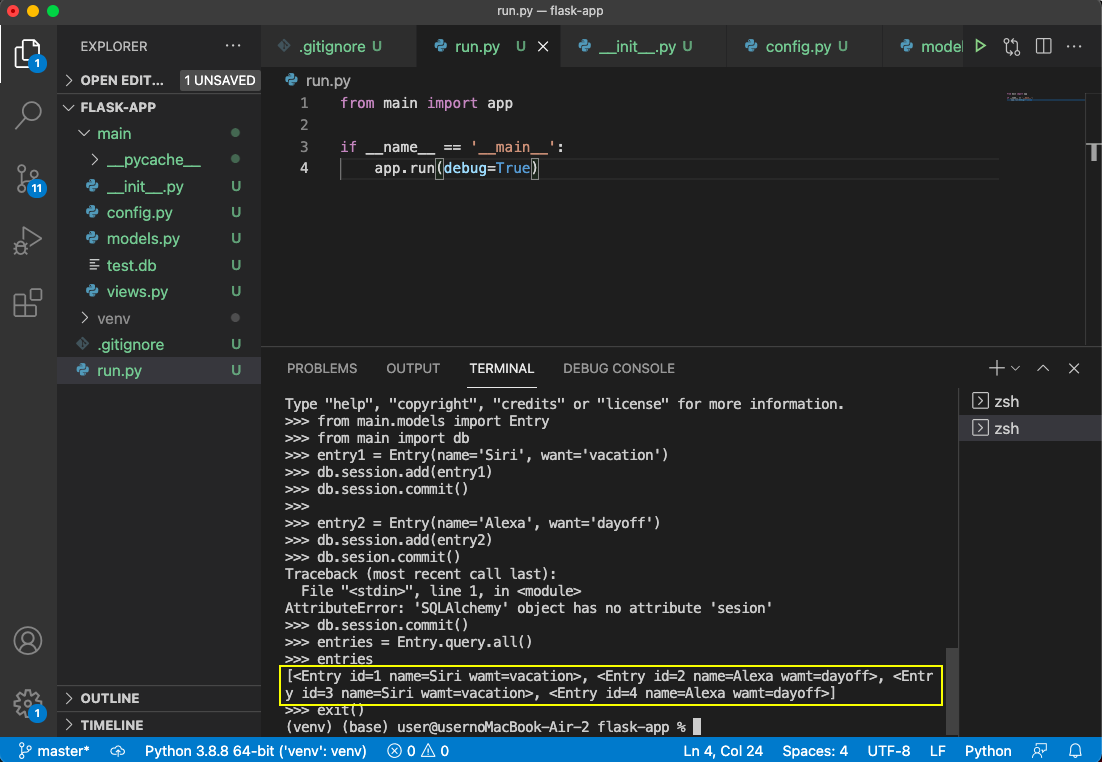 run.py — flask-app
EXPLORER
OPEN EDIT... 1 UNSAVED
FLASK-APP
main
__pycache__
__init__.py U
config.py U
models.py U
test.db U
views.py U
venv
.gitignore U
run.py U
OUTLINE
TIMELINE
1
11
1
.gitignore U run.py U __init__.py U config.py U model
run.py
1 from main import app
2
3 if __name__ == '__main__':
4 app.run(debug=True)
PROBLEMS OUTPUT TERMINAL DEBUG CONSOLE
zsh
zsh
Type "help", "copyright", "credits" or "license" for more information.
>>> from main.models import Entry
>>> from main import db
>>> entry1 = Entry(name='Siri', want='vacation')
>>> db.session.add(entry1)
>>> db.session.commit()
>>>
>>> entry2 = Entry(name='Alexa', want='dayoff')
>>> db.session.add(entry2)
>>> db.sesion.commit()
Traceback (most recent call last):
File "<stdin>", line 1, in <module>
AttributeError: 'SQLAlchemy' object has no attribute 'sesion'
>>> db.session.commit()
>>> entries = Entry.query.all()
>>> entries
[<Entry id=1 name=Siri wamt=vacation>, <Entry id=2 name=Alexa wamt=dayoff>, <Entr
y id=3 name=Siri wamt=vacation>, <Entry id=4 name=Alexa wamt=dayoff>]
>>> exit()
(venv) (base) user@usernoMacBook-Air-2 flask-app %
master* Python 3.8.8 64-bit ('venv': venv) 0 0 Ln 4, Col 24 Spaces: 4 UTF-8 LF Python